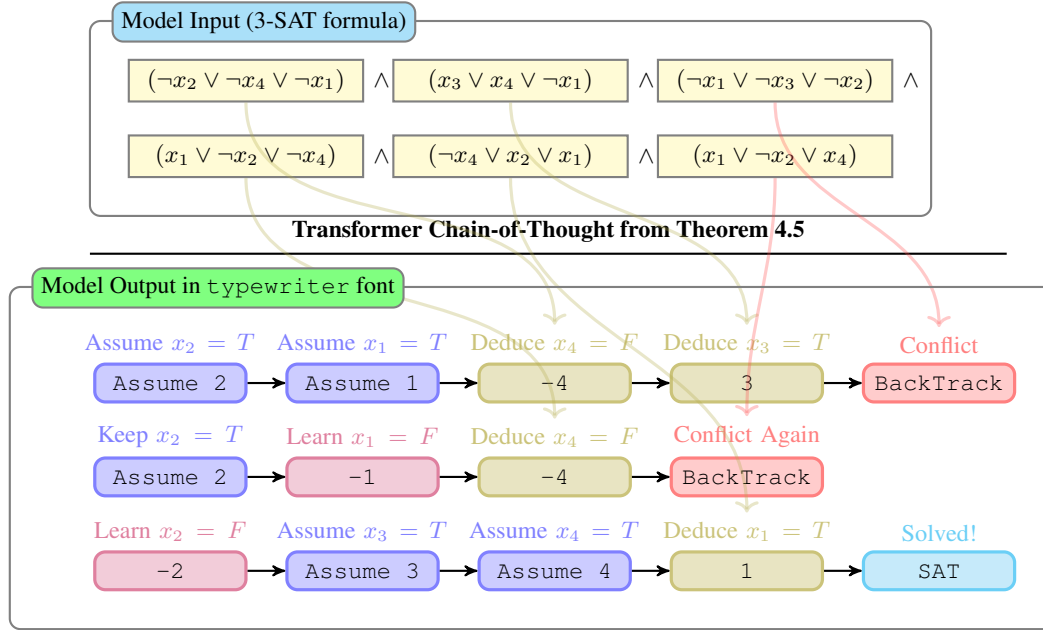 Model Input (3-SAT formula)
(¬x₂ ∨ ¬x₄ ∨ ¬x₁) ∧ (x₃ ∨ x₄ ∨ ¬x₁) ∧ (¬x₁ ∨ ¬x₃ ∨ ¬x₂) ∧
(x₁ ∨ ¬x₂ ∨ ¬x₄) ∧ (¬x₄ ∨ x₂ ∨ x₁) ∧ (x₁ ∨ ¬x₂ ∨ x₄)
Transformer Chain-of-Thought from Theorem 4.5
Model Output in typewriter font
Assume x₂ = T Assume x₁ = T Deduce x₄ = F Deduce x₃ = T Conflict
Assume 2 Assume 1 -4 3 BackTrack
Keep x₂ = T Learn x₁ = F Deduce x₄ = F Conflict Again
Assume 2 -1 -4 BackTrack
Learn x₂ = F Assume x₃ = T Assume x₄ = T Deduce x₁ = T Solved!
-2 Assume 3 Assume 4 1 SAT